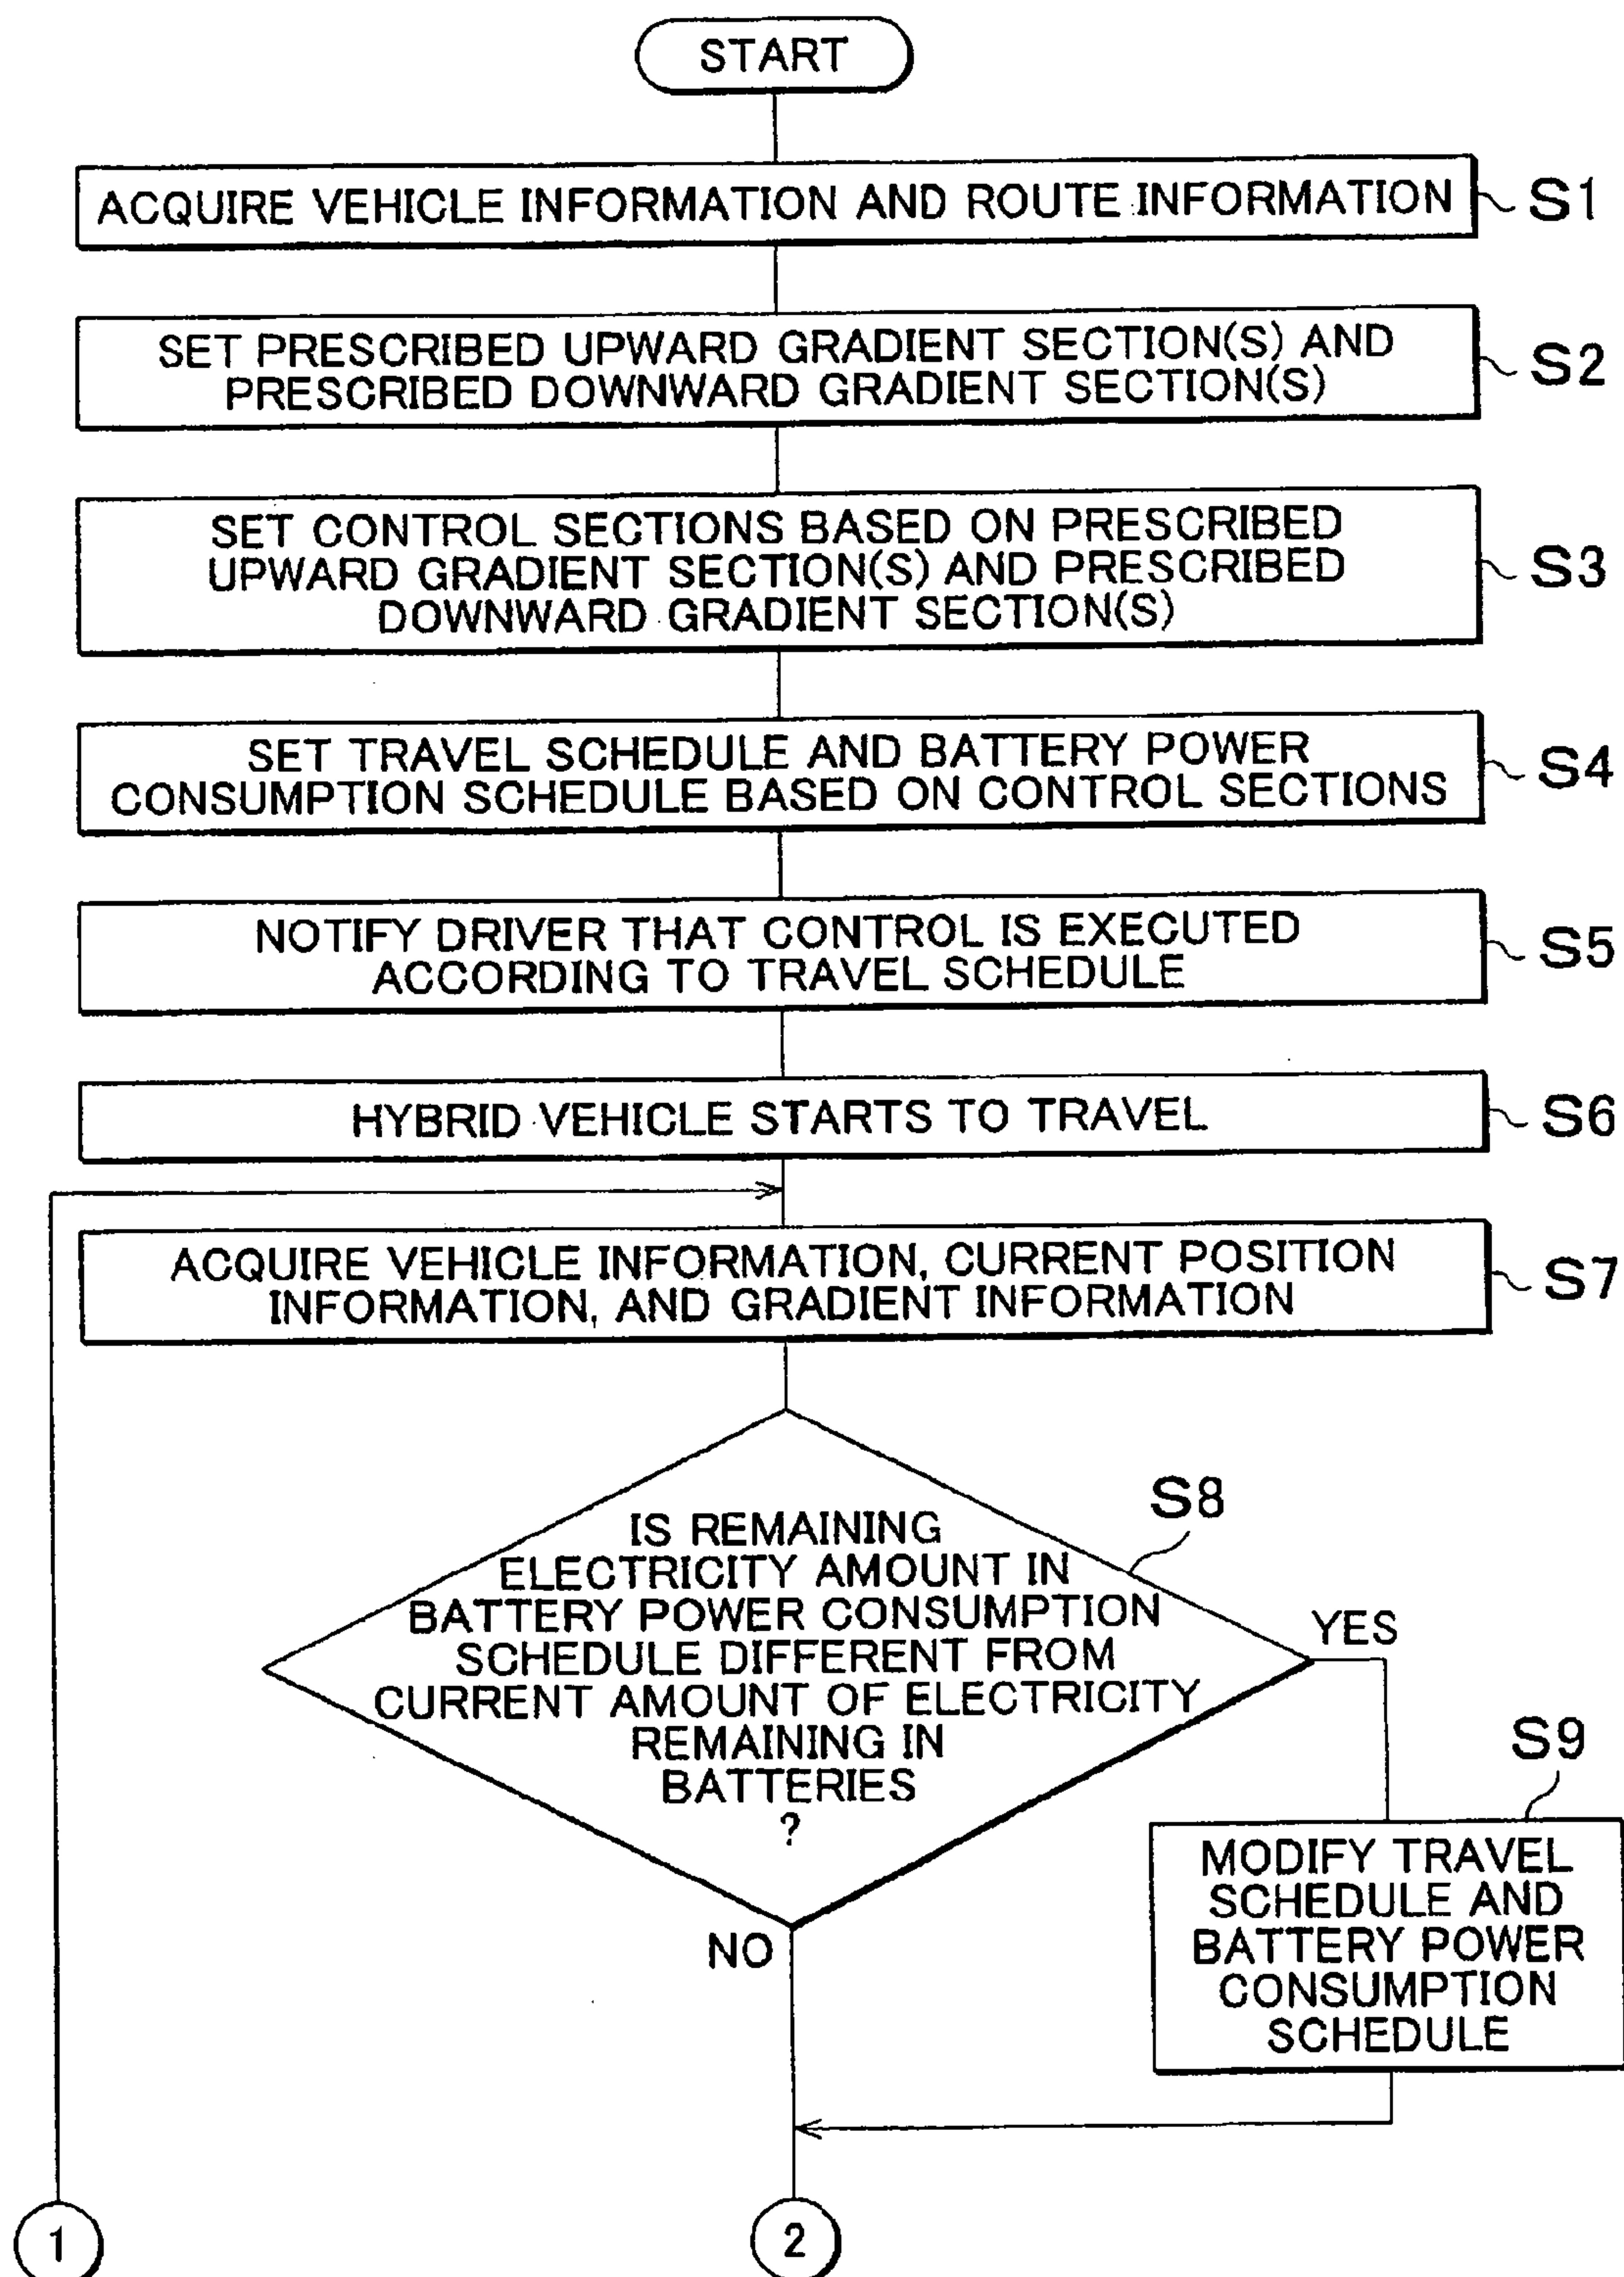 START
ACQUIRE VEHICLE INFORMATION AND ROUTE INFORMATION
S1
SET PRESCRIBED UPWARD GRADIENT SECTION(S) AND
PRESCRIBED DOWNWARD GRADIENT SECTION(S)
S2
SET CONTROL SECTIONS BASED ON PRESCRIBED
UPWARD GRADIENT SECTION(S) AND PRESCRIBED
DOWNWARD GRADIENT SECTION(S)
S3
SET TRAVEL SCHEDULE AND BATTERY POWER
CONSUMPTION SCHEDULE BASED ON CONTROL SECTIONS
S4
NOTIFY DRIVER THAT CONTROL IS EXECUTED
ACCORDING TO TRAVEL SCHEDULE
S5
HYBRID VEHICLE STARTS TO TRAVEL
S6
ACQUIRE VEHICLE INFORMATION, CURRENT POSITION
INFORMATION, AND GRADIENT INFORMATION
S7
S8
IS REMAINING
ELECTRICITY AMOUNT IN
BATTERY POWER CONSUMPTION
SCHEDULE DIFFERENT FROM
CURRENT AMOUNT OF ELECTRICITY
REMAINING IN
BATTERIES
?
YES
NO
S9
MODIFY TRAVEL
SCHEDULE AND
BATTERY POWER
CONSUMPTION
SCHEDULE
1
2